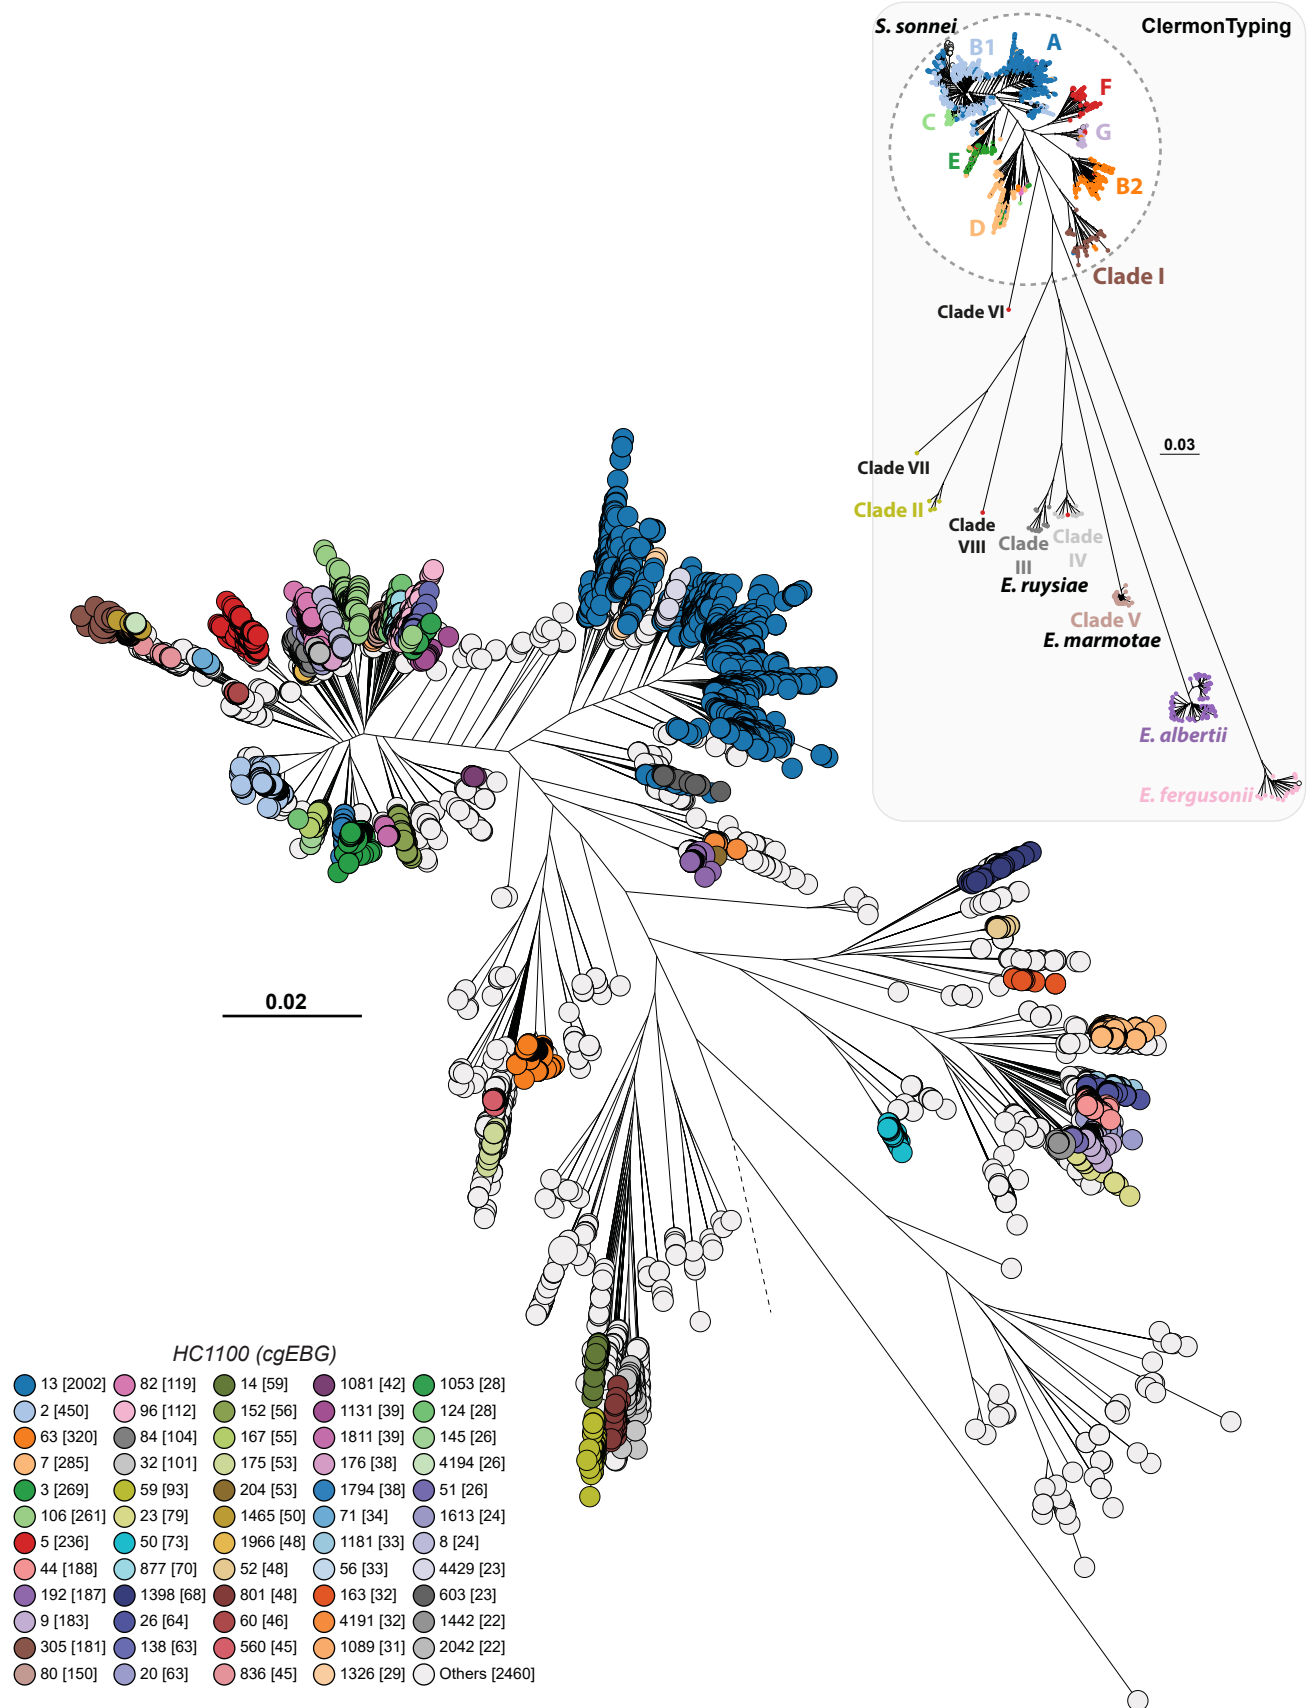 S. sonnei
ClermonTyping
B1
A
F
C
G
E
B2
D
Clade I
Clade VI
0.03
Clade VII
Clade II
Clade
VIII
Clade
III
Clade
IV
E. ruysiae
Clade V
E. marmotae
E. albertii
E. fergusonii
0.02
HC1100 (cgEBG)
13 [2002] 82 [119] 14 [59] 1081 [42] 1053 [28]
2 [450] 96 [112] 152 [56] 1131 [39] 124 [28]
63 [320] 84 [104] 167 [55] 1811 [39] 145 [26]
7 [285] 32 [101] 175 [53] 176 [38] 4194 [26]
3 [269] 59 [93] 204 [53] 1794 [38] 51 [26]
106 [261] 23 [79] 1465 [50] 71 [34] 1613 [24]
5 [236] 50 [73] 1966 [48] 1181 [33] 8 [24]
44 [188] 877 [70] 52 [48] 56 [33] 4429 [23]
192 [187] 1398 [68] 801 [48] 163 [32] 603 [23]
9 [183] 26 [64] 60 [46] 4191 [32] 1442 [22]
305 [181] 138 [63] 560 [45] 1089 [31] 2042 [22]
80 [150] 20 [63] 836 [45] 1326 [29] Others [2460]